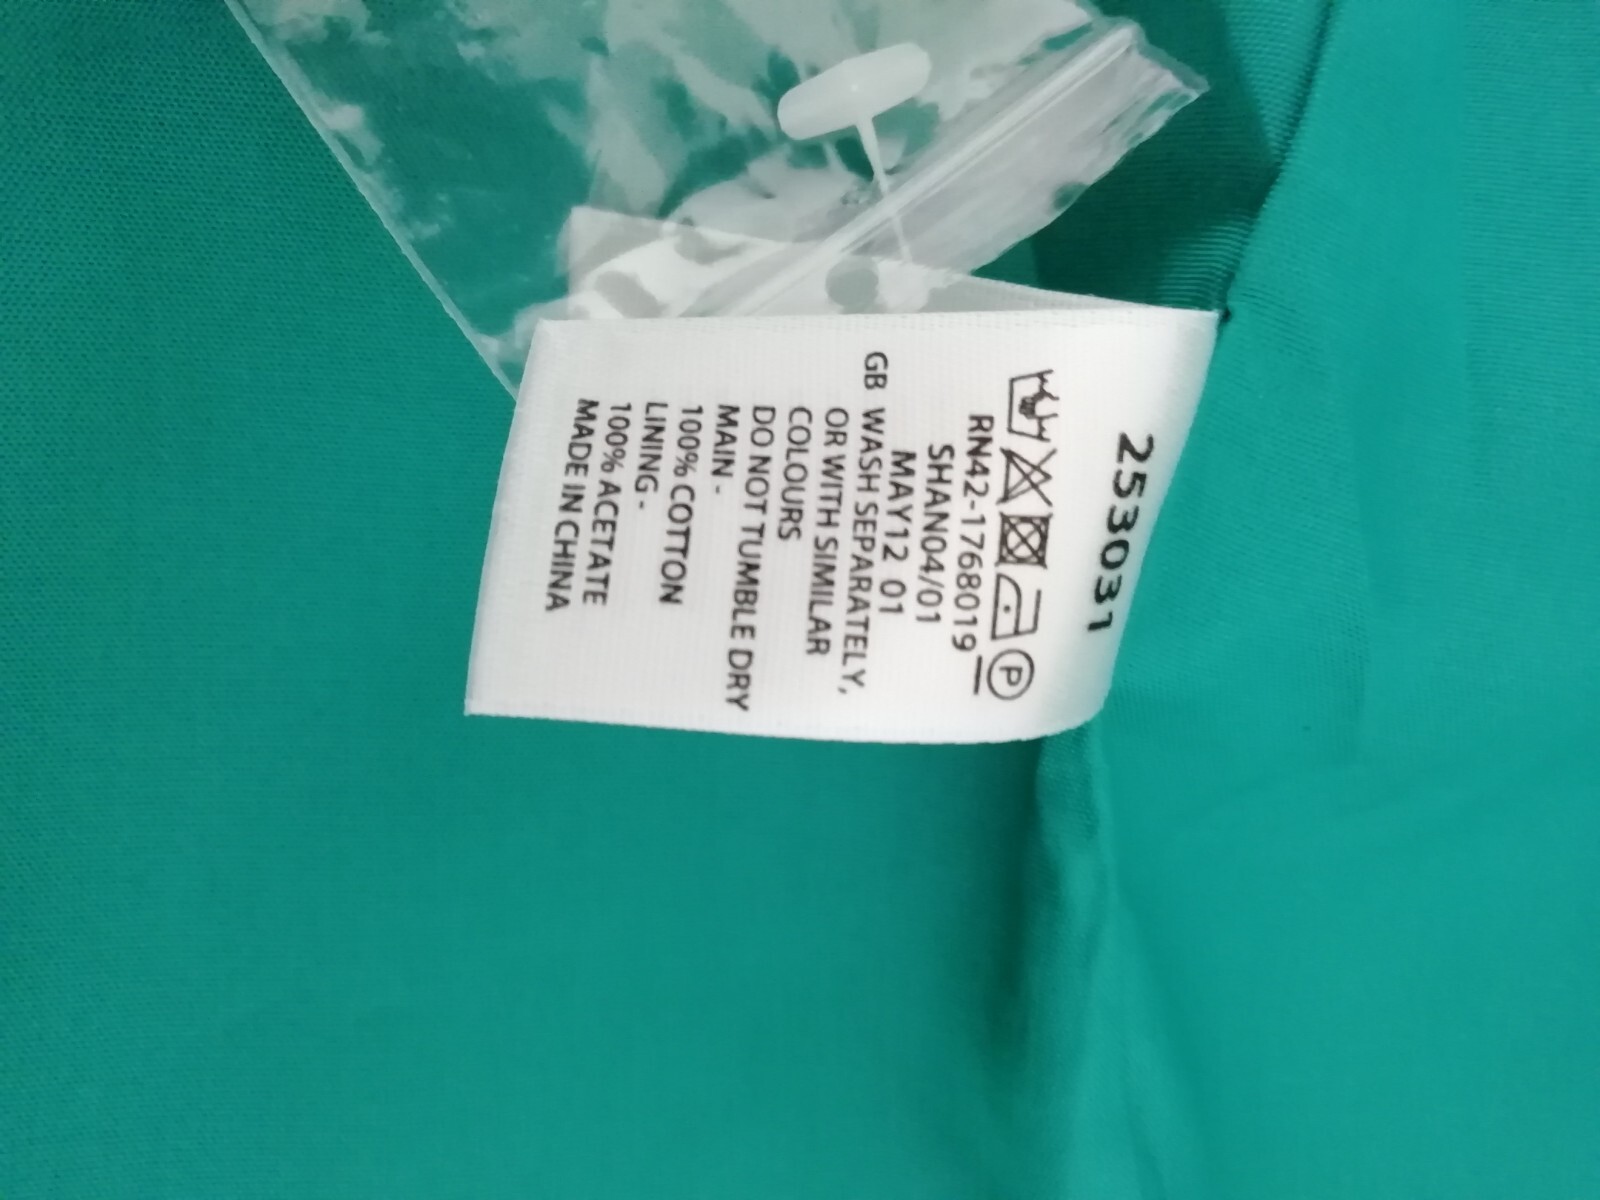 253031
P
RN42-1768019
SHAN04/01
MAY12 01
GB WASH SEPARATELY,
OR WITH SIMILAR
COLOURS
DO NOT TUMBLE DRY
MAIN -
100% COTTON
LINING -
100% ACETATE
MADE IN CHINA